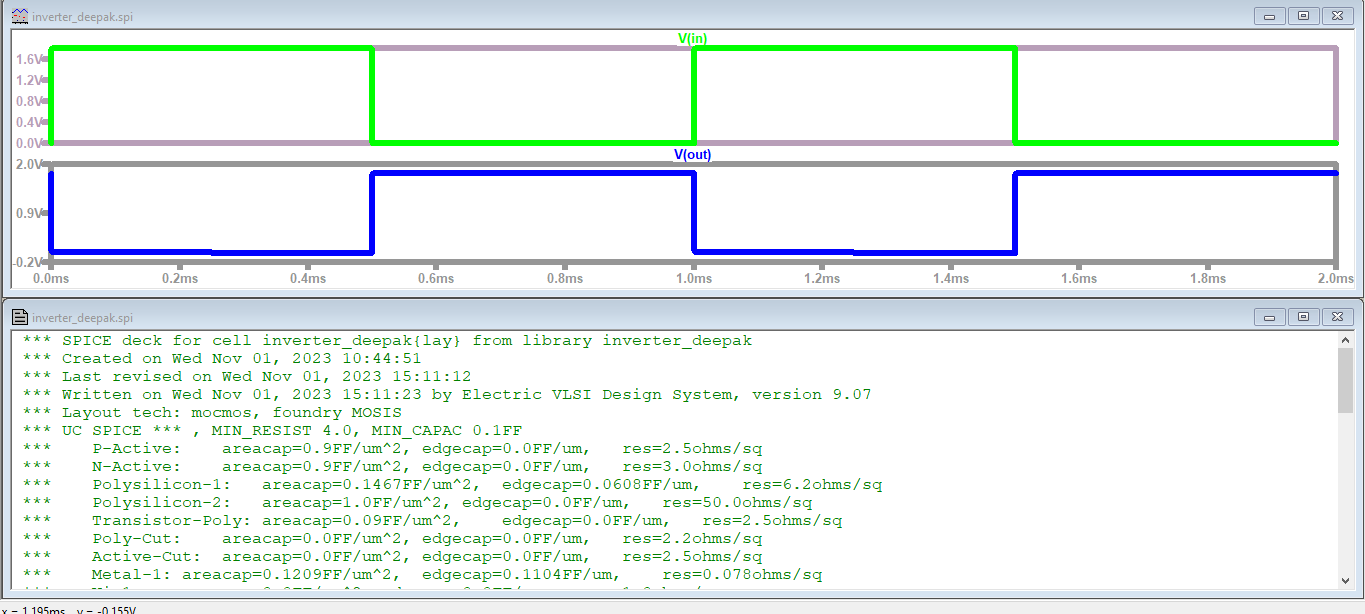 inverter_deepak.spi
V(in)
1.6V
1.2V
0.8V
0.4V
0.0V
V(out)
2.0V
0.9V
-0.2V
0.0ms 0.2ms 0.4ms 0.6ms 0.8ms 1.0ms 1.2ms 1.4ms 1.6ms 1.8ms 2.0ms
inverter_deepak.spi
*** SPICE deck for cell inverter_deepak{lay} from library inverter_deepak
*** Created on Wed Nov 01, 2023 10:44:51
*** Last revised on Wed Nov 01, 2023 15:11:12
*** Written on Wed Nov 01, 2023 15:11:23 by Electric VLSI Design System, version 9.07
*** Layout tech: mocmos, foundry MOSIS
*** UC SPICE *** , MIN_RESIST 4.0, MIN_CAPAC 0.1FF
*** P-Active: areacap=0.9FF/um^2, edgecap=0.0FF/um, res=2.5ohms/sq
*** N-Active: areacap=0.9FF/um^2, edgecap=0.0FF/um, res=3.0ohms/sq
*** Polysilicon-1: areacap=0.1467FF/um^2, edgecap=0.0608FF/um, res=6.2ohms/sq
*** Polysilicon-2: areacap=1.0FF/um^2, edgecap=0.0FF/um, res=50.0ohms/sq
*** Transistor-Poly: areacap=0.09FF/um^2, edgecap=0.0FF/um, res=2.5ohms/sq
*** Poly-Cut: areacap=0.0FF/um^2, edgecap=0.0FF/um, res=2.2ohms/sq
*** Active-Cut: areacap=0.0FF/um^2, edgecap=0.0FF/um, res=2.5ohms/sq
*** Metal-1: areacap=0.1209FF/um^2, edgecap=0.1104FF/um, res=0.078ohms/sq
x = 1.195ms y = -0.155V